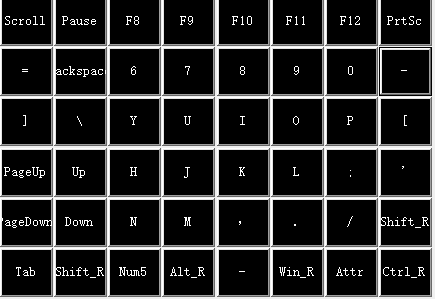 Scroll Pause F8 F9 F10 F11 F12 PrtSc
= ackspac 6 7 8 9 0 -
] \ Y U I O P [
PageUp Up H J K L ; '
PageDown Down N M , . / Shift_R
Tab Shift_R Num5 Alt_R - Win_R Attr Ctrl_R